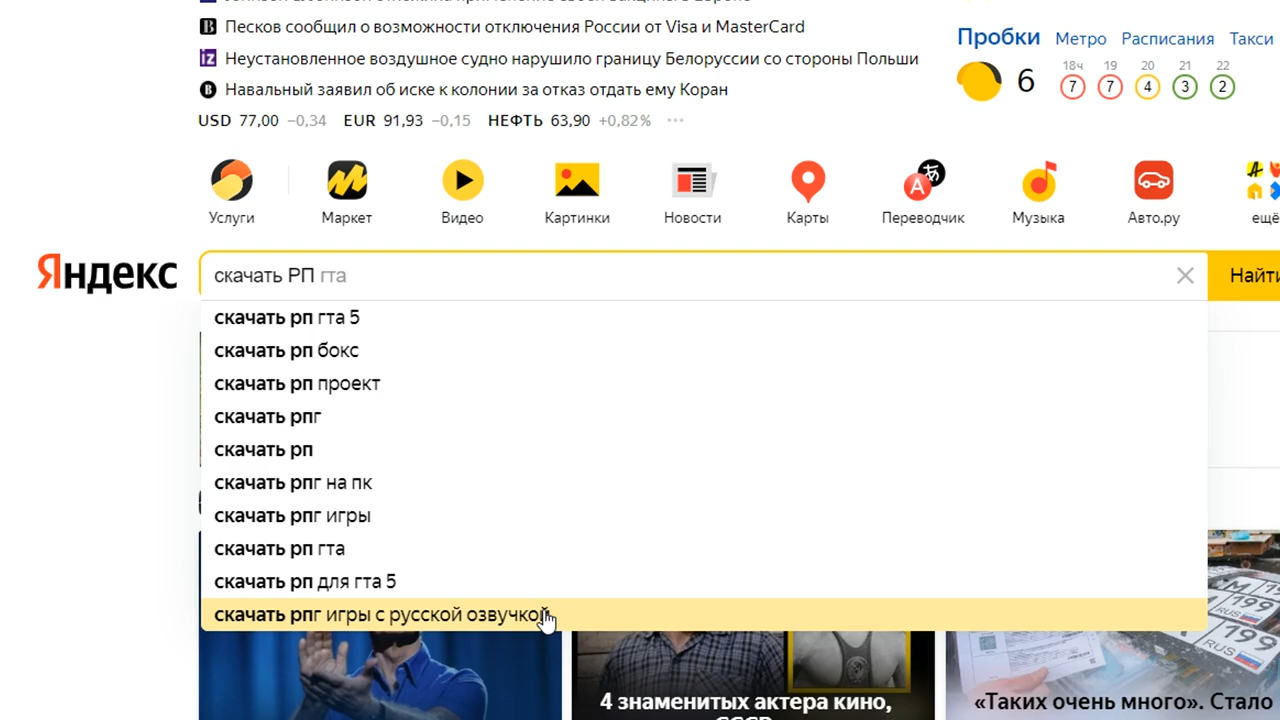 Песков сообщил о возможности отключения России от Visa и MasterCard
Неустановленное воздушное судно нарушило границу Белоруссии со стороны Польши
Навальный заявил об иске к колонии за отказ отдать ему Коран
USD 77,00 −0,34 EUR 91,93 −0,15 НЕФТЬ 63,90 +0,82% •••
Пробки Метро Расписания Такси
6
18ч 19 20 21 22
7 7 4 3 2
Услуги Маркет Видео Картинки Новости Карты Переводчик Музыка Авто.ру ещё
Яндекс
скачать РП гта
Найти
скачать рп гта 5
скачать рп бокс
скачать рп проект
скачать рпг
скачать рп
скачать рпг на пк
скачать рпг игры
скачать рп гта
скачать рп для гта 5
скачать рпг игры с русской озвучкой
4 знаменитых актера кино,
«Таких очень много». Стало
199
RUS
199
RUS